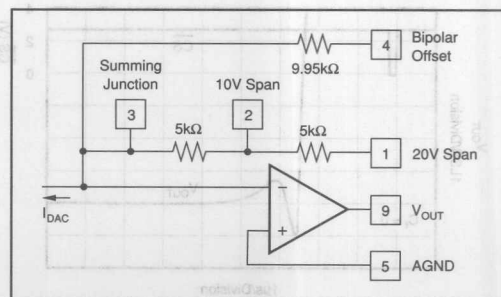 4 Bipolar Offset
9.95kΩ
Summing Junction
10V Span
3
2
5kΩ
5kΩ
1 20V Span
−
I_DAC
9 V_OUT
+
5 AGND